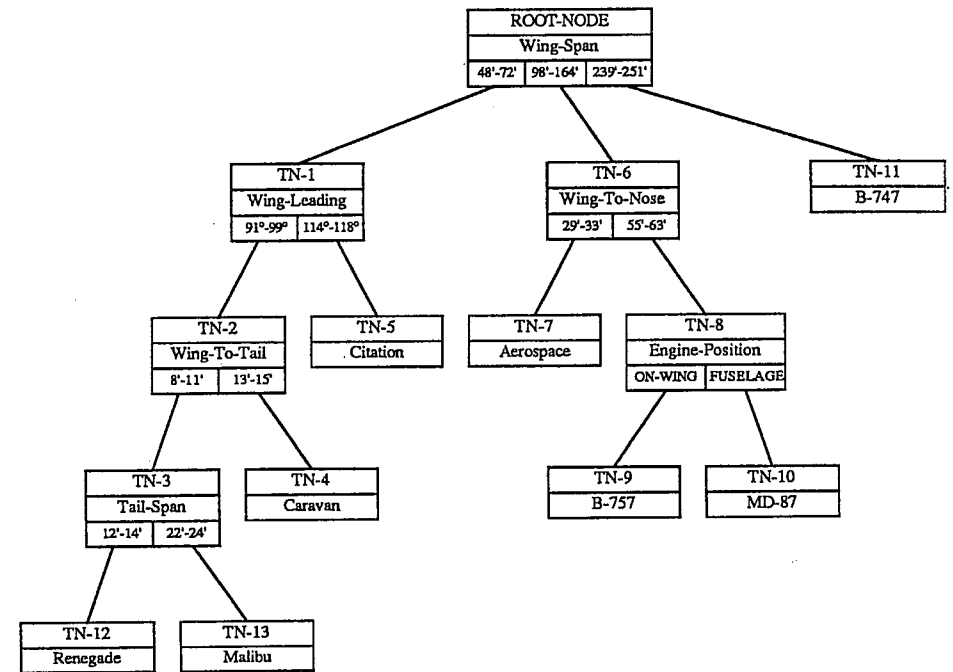 ROOT-NODE
Wing-Span
48'-72' 98'-164' 239'-251'
TN-1
Wing-Leading
91°-99° 114°-118°
TN-6
Wing-To-Nose
29'-33' 55'-63'
TN-11
B-747
TN-2
Wing-To-Tail
8'-11' 13'-15'
TN-5
Citation
TN-7
Aerospace
TN-8
Engine-Position
ON-WING FUSELAGE
TN-3
Tail-Span
12'-14' 22'-24'
TN-4
Caravan
TN-9
B-757
TN-10
MD-87
TN-12
Renegade
TN-13
Malibu